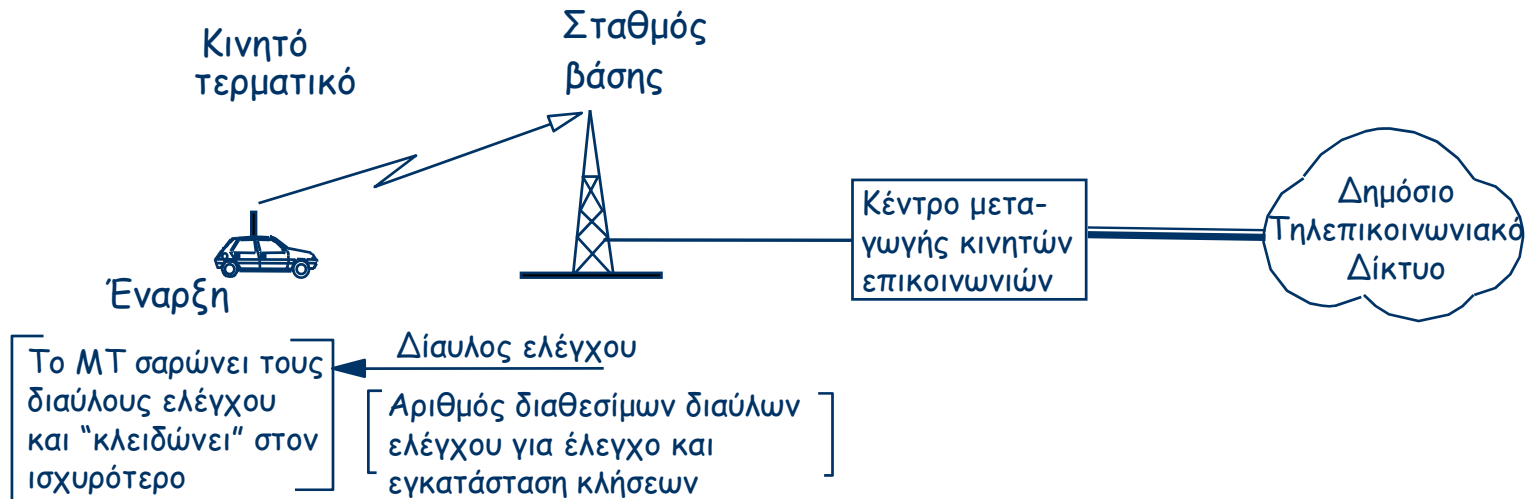 Κινητό
τερματικό
Σταθμός
βάσης
Κέντρο μετα-
γωγής κινητών
επικοινωνιών
Δημόσιο
Τηλεπικοινωνιακό
Δίκτυο
Έναρξη
Το ΜΤ σαρώνει τους
διαύλους ελέγχου
και “κλειδώνει” στον
ισχυρότερο
Δίαυλος ελέγχου
Αριθμός διαθεσίμων διαύλων
ελέγχου για έλεγχο και
εγκατάσταση κλήσεων